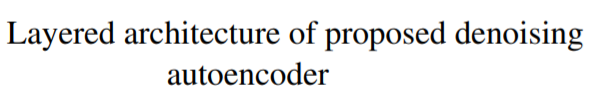 Layered architecture of proposed denoising
autoencoder